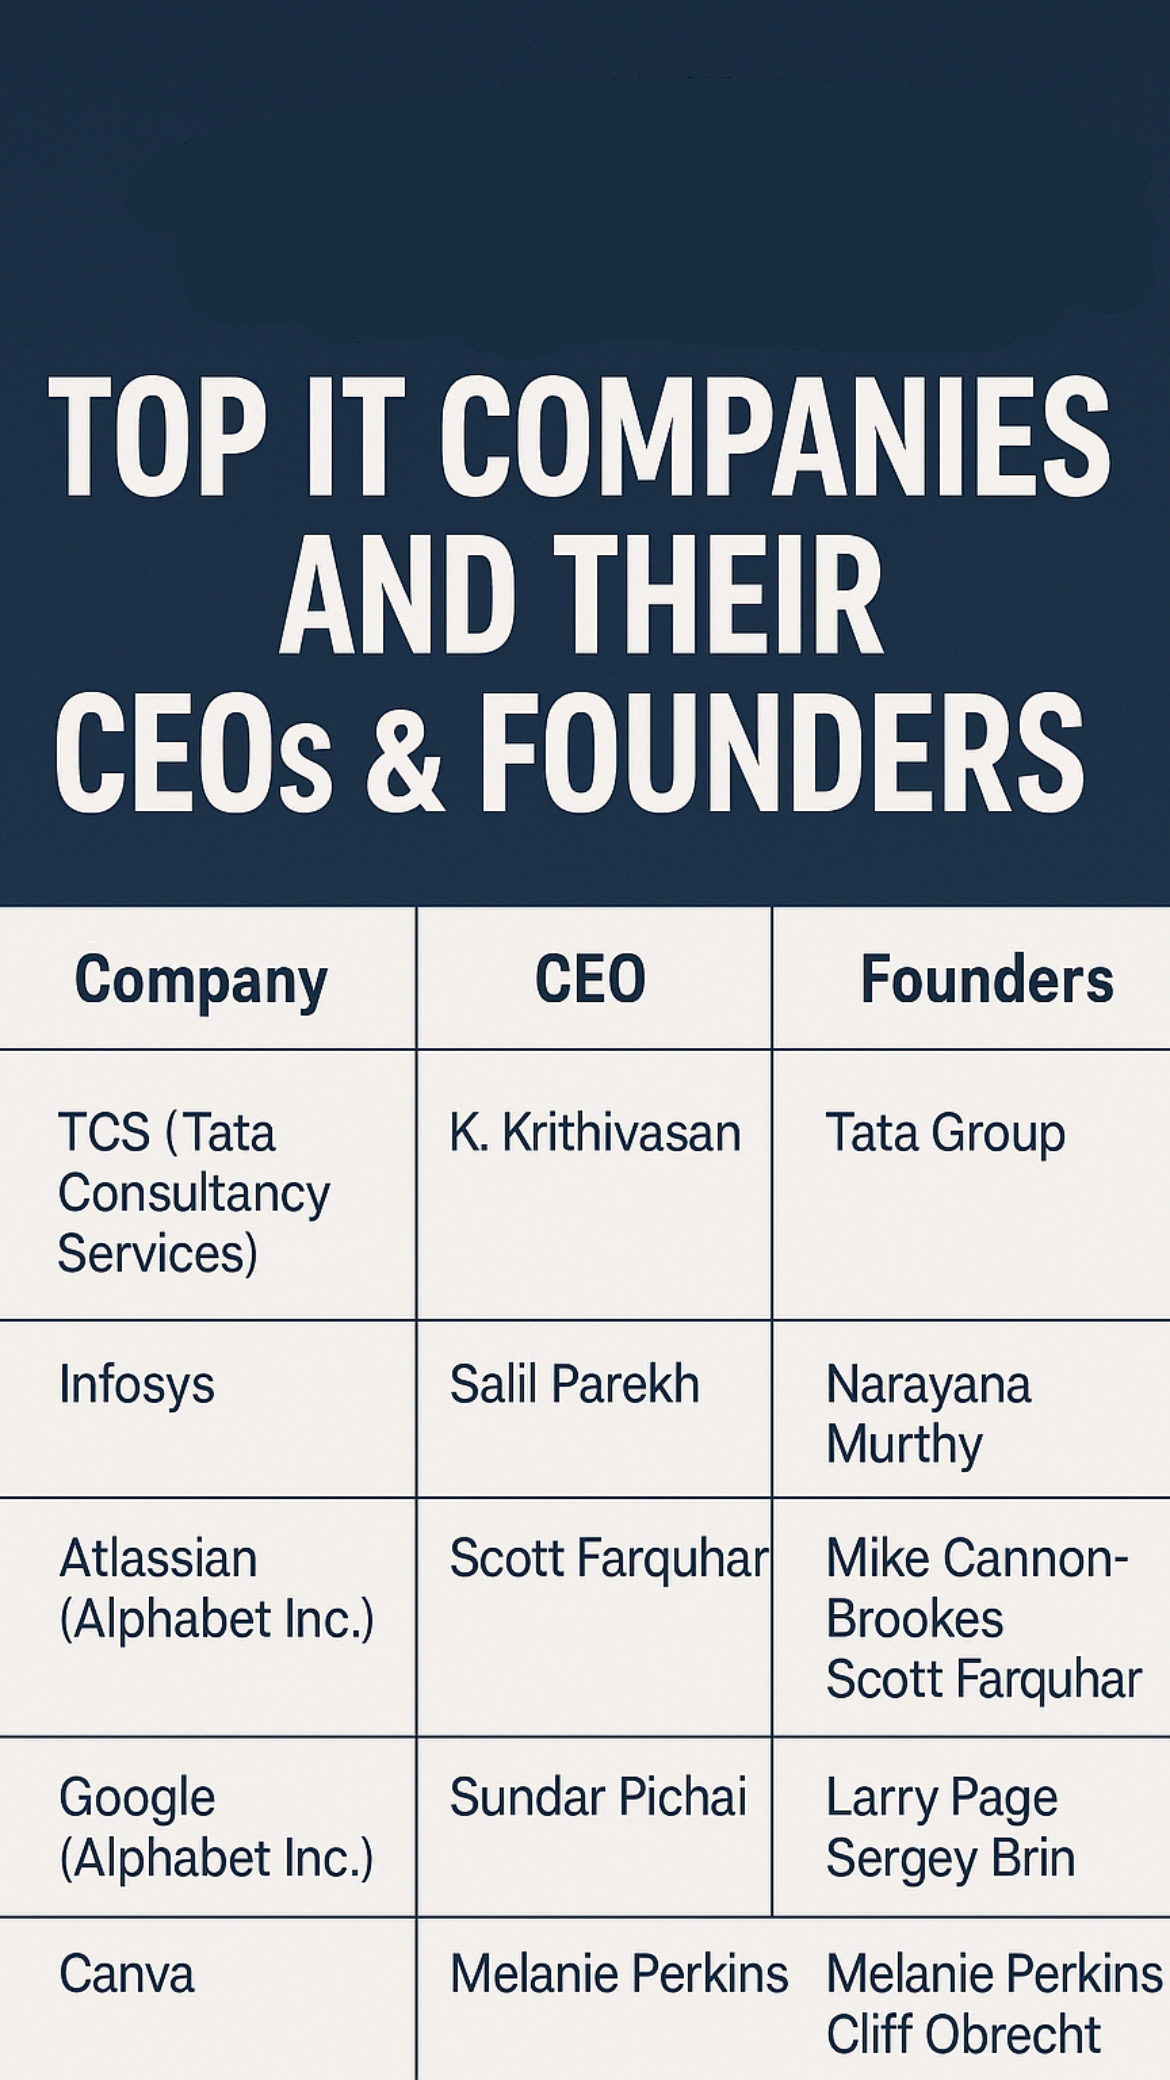 TOP IT COMPANIES
AND THEIR
CEOs & FOUNDERS
Company CEO Founders
TCS (Tata K. Krithivasan Tata Group
Consultancy
Services)
Infosys Salil Parekh Narayana
Murthy
Atlassian Scott Farquhar Mike Cannon-
(Alphabet Inc.) Brookes
Scott Farquhar
Google Sundar Pichai Larry Page
(Alphabet Inc.) Sergey Brin
Canva Melanie Perkins Melanie Perkins
Cliff Obrecht